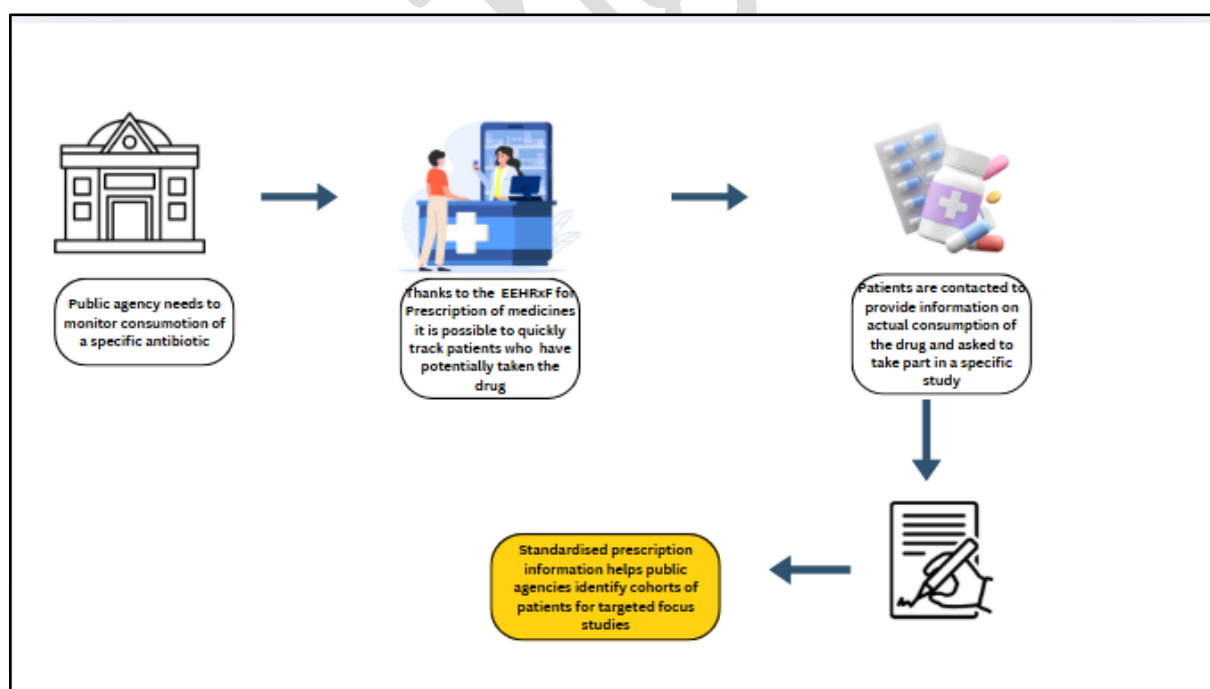 Public agency needs to
monitor consumotion of
a specific antibiotic
Thanks to the EEHRxF for
Prescription of medicines
it is possible to quickly
track patients who have
potentially taken the
drug
Patients are contacted to
provide information on
actual consumption of
the drug and asked to
take part in a specific
study
Standardised prescription
information helps public
agencies identify cohorts of
patients for targeted focus
studies